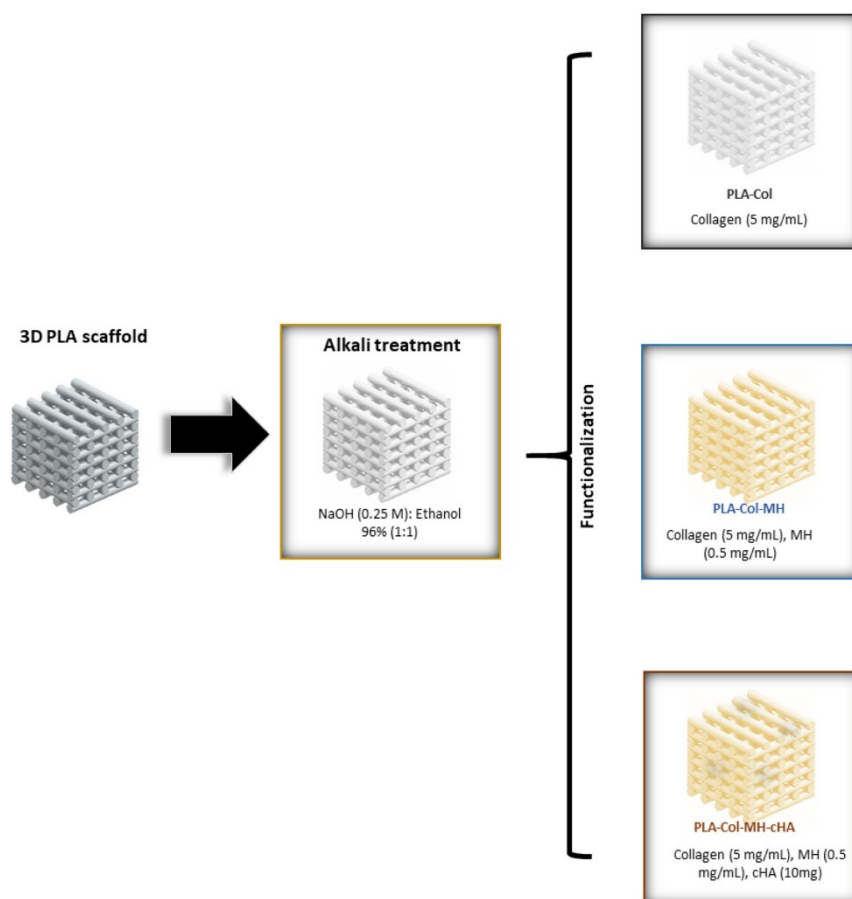 3D PLA scaffold
Alkali treatment
NaOH (0.25 M): Ethanol
96% (1:1)
Functionalization
PLA-Col
Collagen (5 mg/mL)
PLA-Col-MH
Collagen (5 mg/mL), MH
(0.5 mg/mL)
PLA-Col-MH-cHA
Collagen (5 mg/mL), MH (0.5
mg/mL), cHA (10mg)